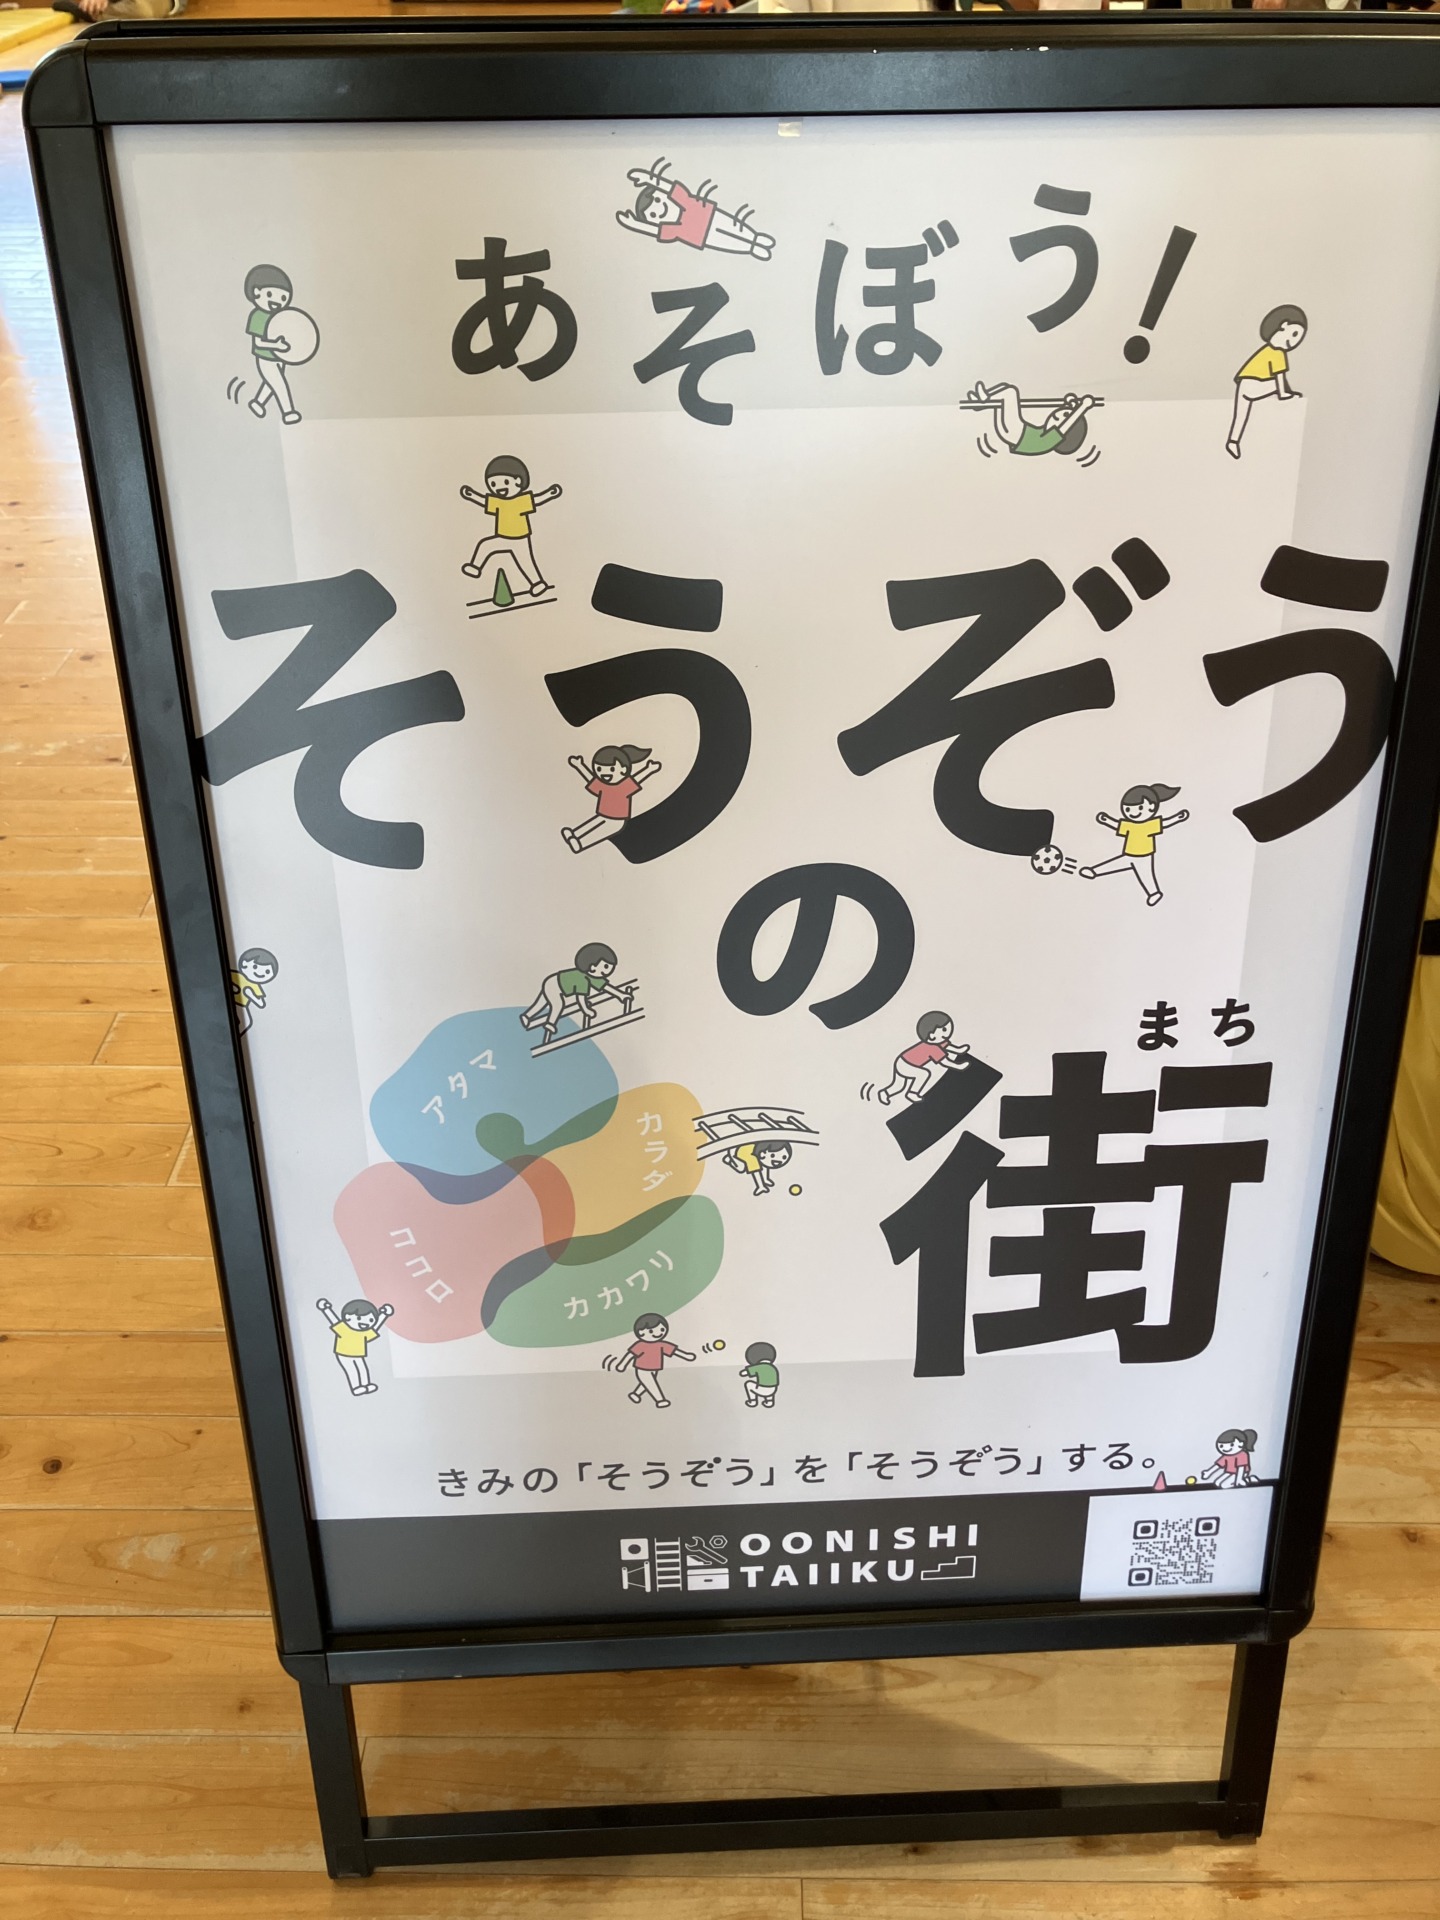 あそぼう!
そうぞう
の
まち
街
アタマ
カラダ
ココロ
カカワリ
きみの「そうぞう」を「そうぞう」する。
OONISHI
TAIIKU